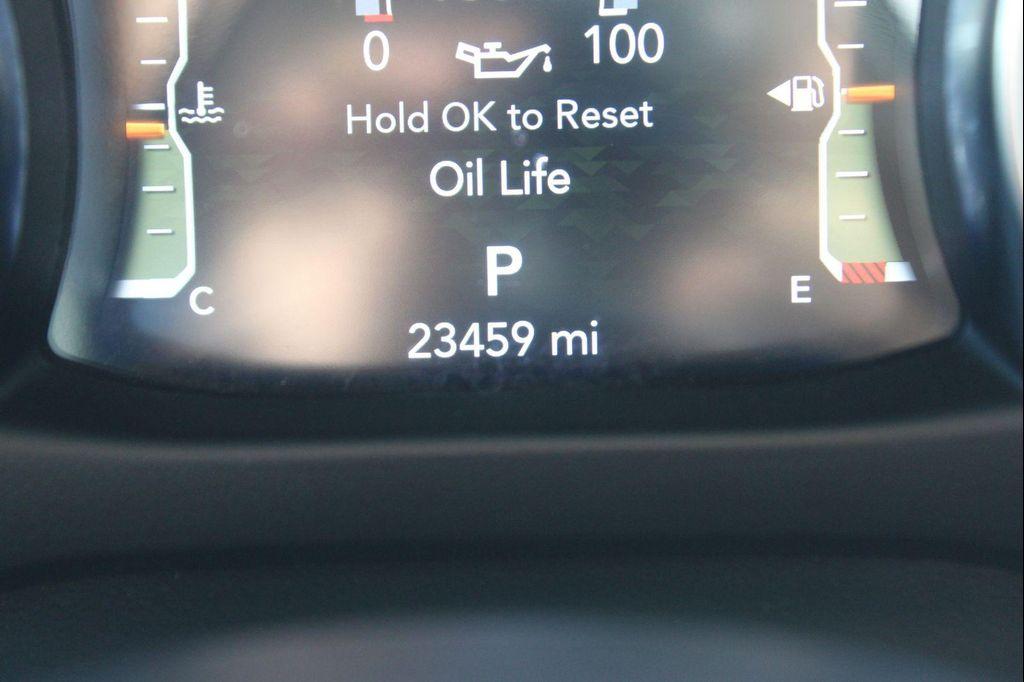 0 100
Hold OK to Reset
Oil Life
P
C E
23459 mi